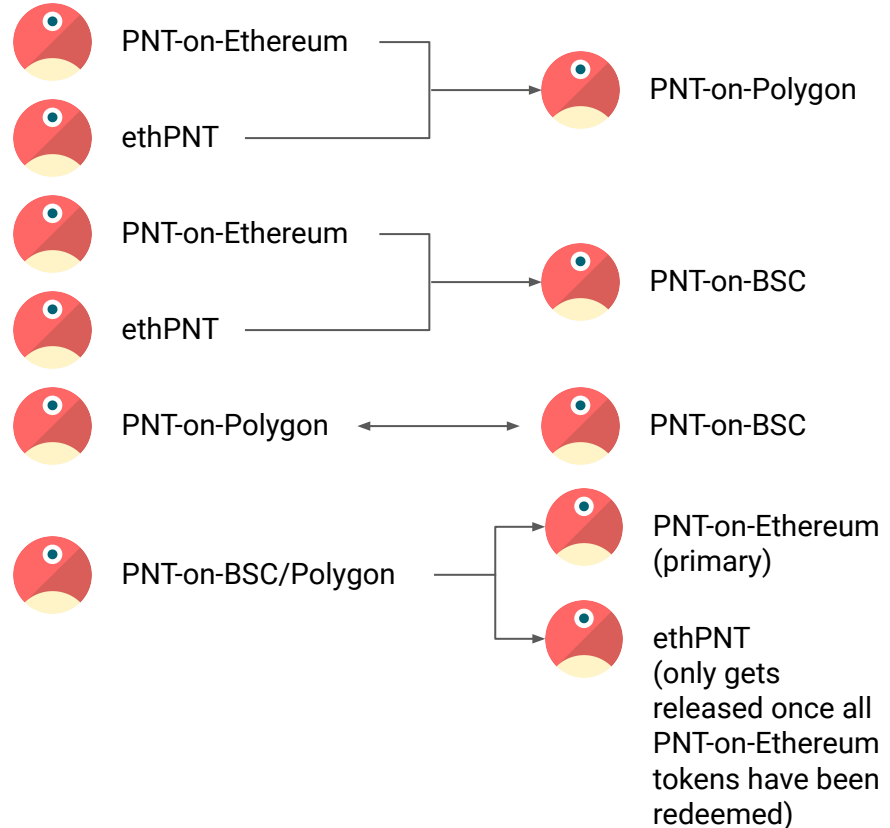 PNT-on-Ethereum
PNT-on-Polygon
ethPNT
PNT-on-Ethereum
PNT-on-BSC
ethPNT
PNT-on-Polygon
PNT-on-BSC
PNT-on-BSC/Polygon
PNT-on-Ethereum
(primary)
ethPNT
(only gets
released once all
PNT-on-Ethereum
tokens have been
redeemed)